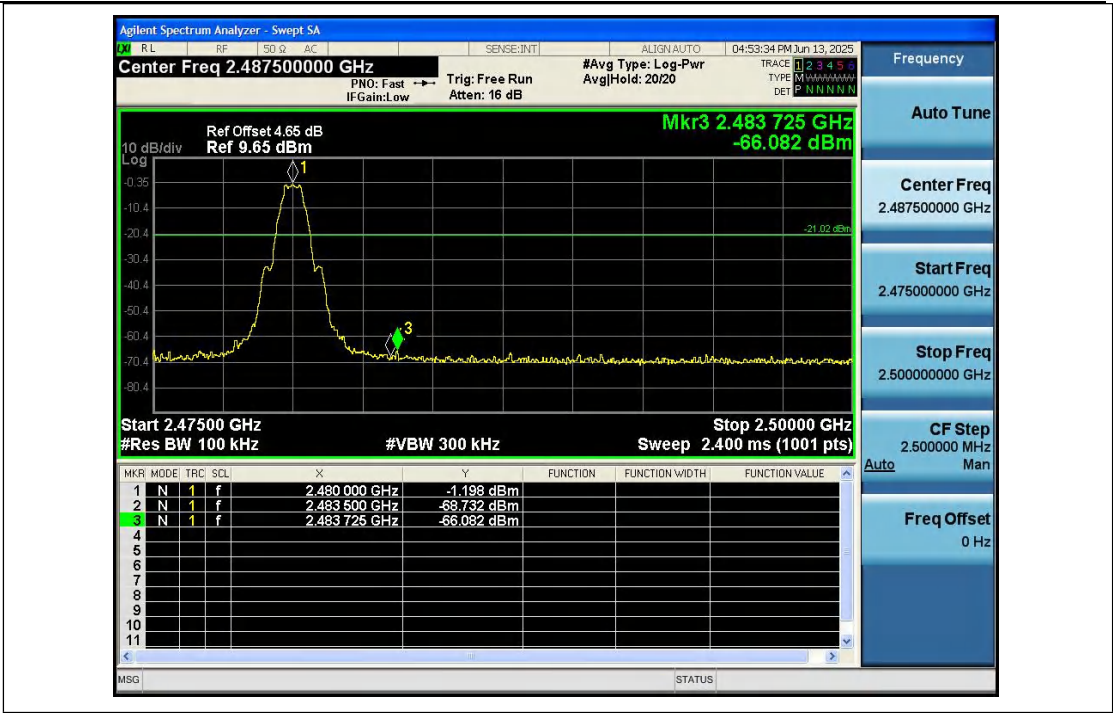 Agilent Spectrum Analyzer - Swept SA
LXI RL RF 50 Ω AC SENSE:INT ALIGN AUTO 04:53:34 PM Jun 13, 2025
Center Freq 2.487500000 GHz
#Avg Type: Log-Pwr
TRACE 1 2 3 4 5 6
PNO: Fast Trig: Free Run Avg|Hold: 20/20
TYPE M WWWWW
IFGain:Low Atten: 16 dB
DET P N N N N N
Mkr3 2.483 725 GHz
-66.082 dBm
Ref Offset 4.65 dB
10 dB/div Ref 9.65 dBm
Log
1
-0.35
-10.4
-20.4
-21.02 dBm
-30.4
-40.4
-50.4
-60.4
3
-70.4
-80.4
Start 2.47500 GHz Stop 2.50000 GHz
#Res BW 100 kHz #VBW 300 kHz Sweep 2.400 ms (1001 pts)
MKR MODE TRC SCL X Y FUNCTION FUNCTION WIDTH FUNCTION VALUE
1 N 1 f 2.480 000 GHz -1.198 dBm
2 N 1 f 2.483 500 GHz -68.732 dBm
3 N 1 f 2.483 725 GHz -66.082 dBm
4
5
6
7
8
9
10
11
MSG STATUS
Frequency
Auto Tune
Center Freq
2.487500000 GHz
Start Freq
2.475000000 GHz
Stop Freq
2.500000000 GHz
CF Step
2.500000 MHz
Auto Man
Freq Offset
0 Hz